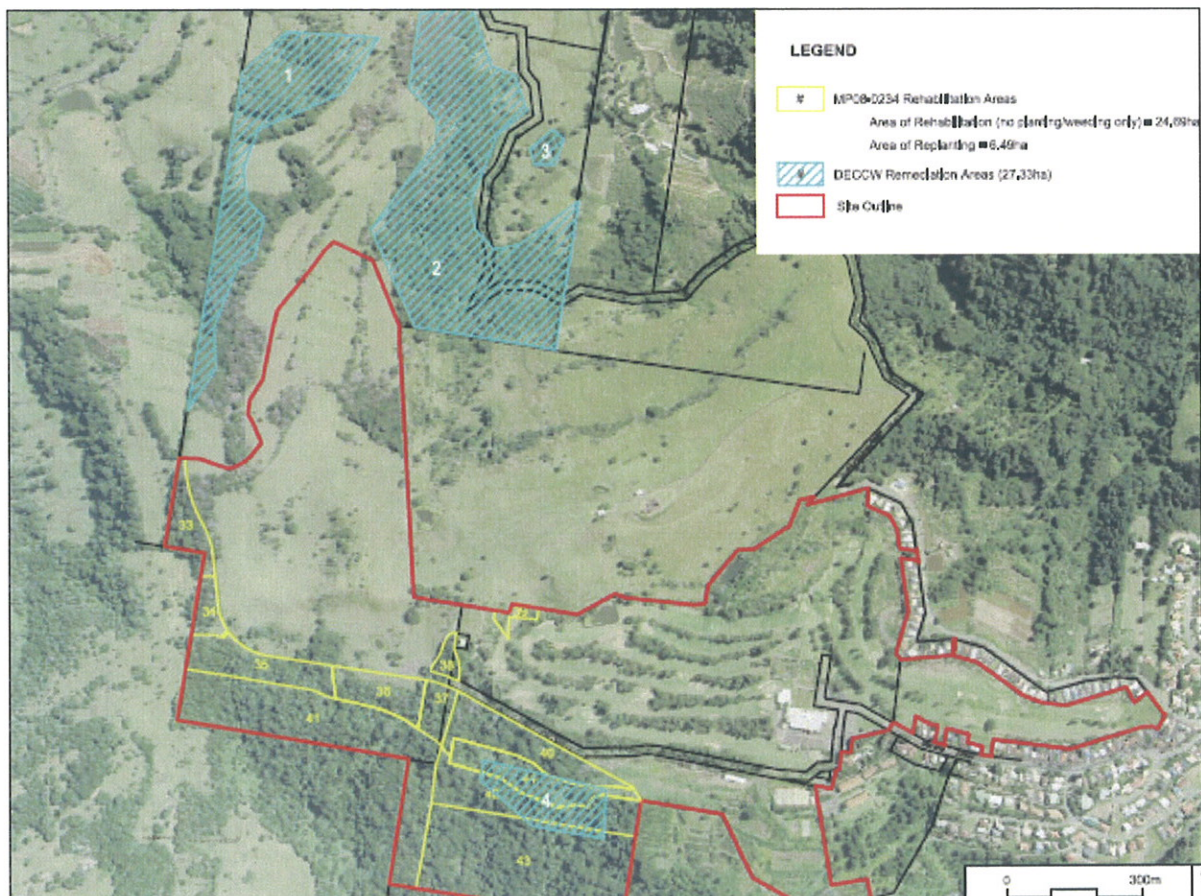 LEGEND
# MP08-0234 Rehabilitation Areas
Area of Rehabilitation (no planting/weeding only) = 24.69ha
Area of Replanting = 6.49ha
# DECCW Remediation Areas (27.33ha)
Site Outline
1
3
2
33
34
35
36
38
37
41
40
4
43
0 300m